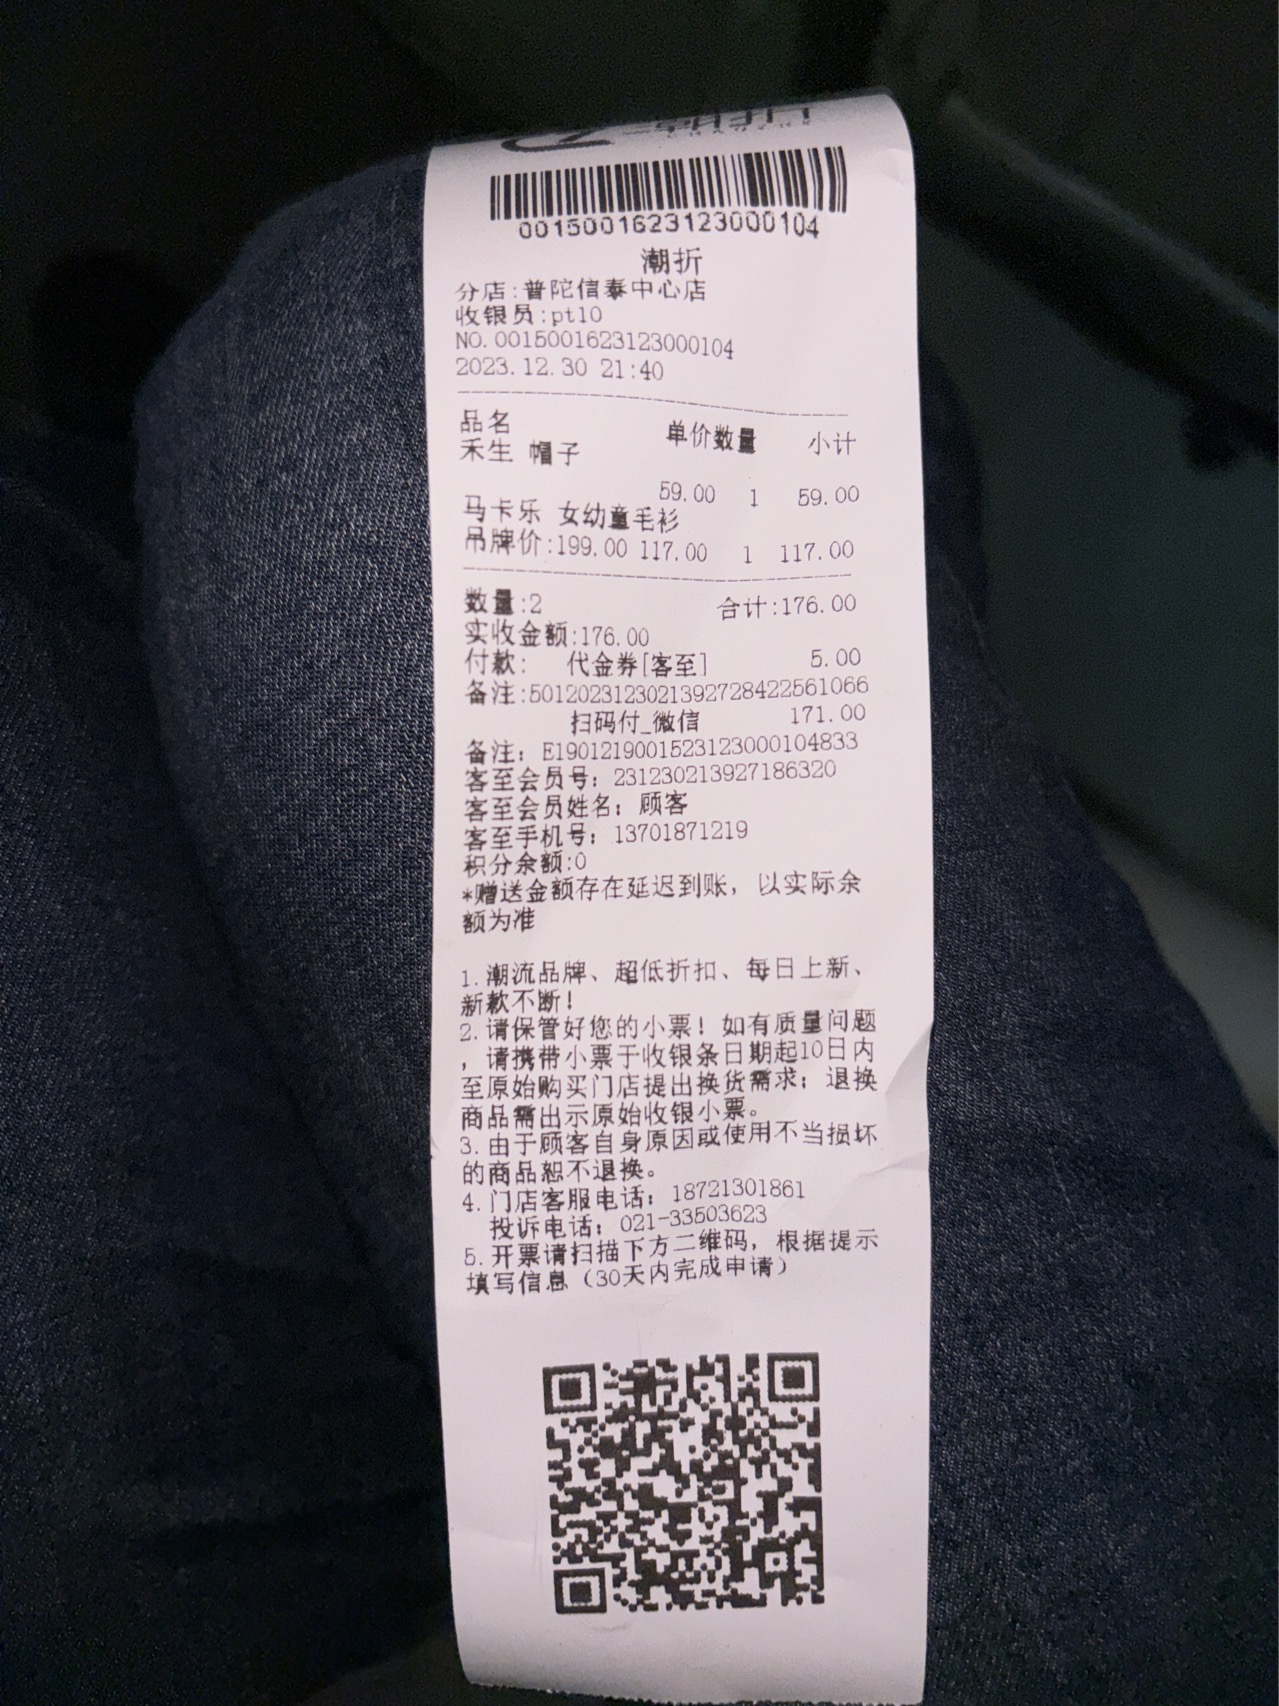 0015001623123000104
潮折
分店:普陀信泰中心店
收银员:pt10
NO.0015001623123000104
2023.12.30 21:40
品名 单价数量 小计
禾生 帽子
59.00 1 59.00
马卡乐 女幼童毛衫
吊牌价:199.00 117.00 1 117.00
数量:2 合计:176.00
实收金额:176.00
付款: 代金券[客至] 5.00
备注:5012023123021392728422561066
扫码付_微信 171.00
备注: E1901219001523123000104833
客至会员号: 231230213927186320
客至会员姓名: 顾客
客至手机号: 13701871219
积分余额:0
*赠送金额存在延迟到账, 以实际余
额为准
1.潮流品牌、超低折扣、每日上新、
新款不断!
2.请保管好您的小票! 如有质量问题
, 请携带小票于收银条日期起10日内
至原始购买门店提出换货需求; 退换
商品需出示原始收银小票。
3.由于顾客自身原因或使用不当损坏
的商品恕不退换。
4.门店客服电话: 18721301861
投诉电话: 021-33503623
5.开票请扫描下方二维码, 根据提示
填写信息（30天内完成申请）